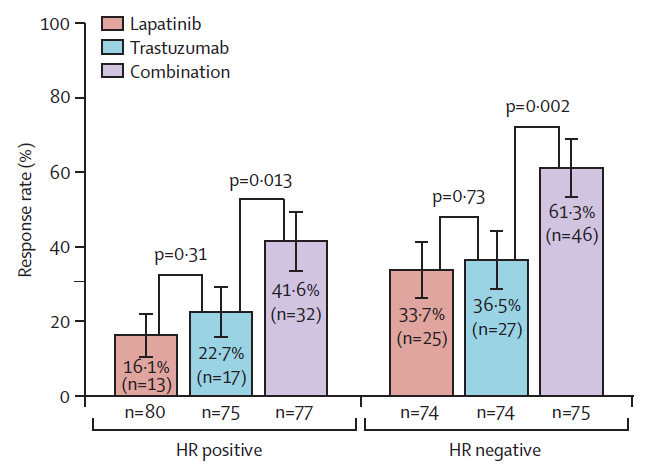 100
80
60
40
20
0
Response rate (%)
Lapatinib
Trastuzumab
Combination
p=0·31
p=0·013
p=0·73
p=0·002
16·1%
(n=13)
22·7%
(n=17)
41·6%
(n=32)
33·7%
(n=25)
36·5%
(n=27)
61·3%
(n=46)
n=80
n=75
n=77
n=74
n=74
n=75
HR positive
HR negative